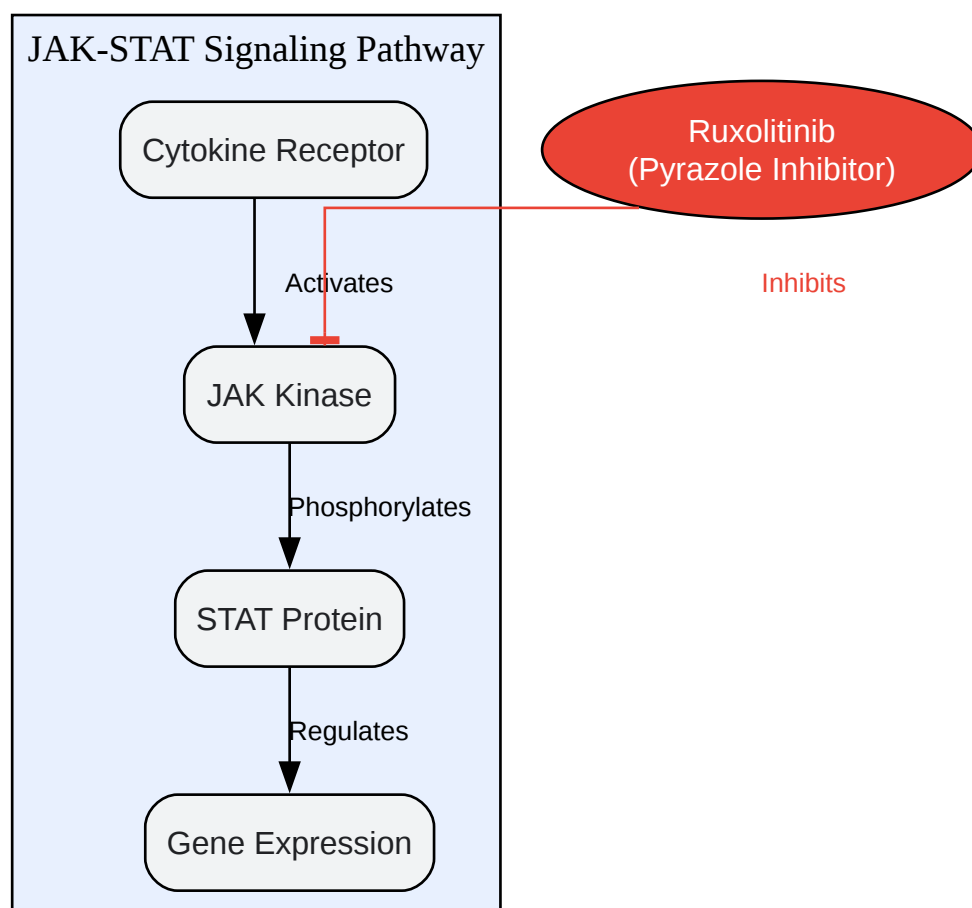 JAK-STAT Signaling Pathway
Cytokine Receptor
Ruxolitinib
(Pyrazole Inhibitor)
Activates
Inhibits
JAK Kinase
Phosphorylates
STAT Protein
Regulates
Gene Expression